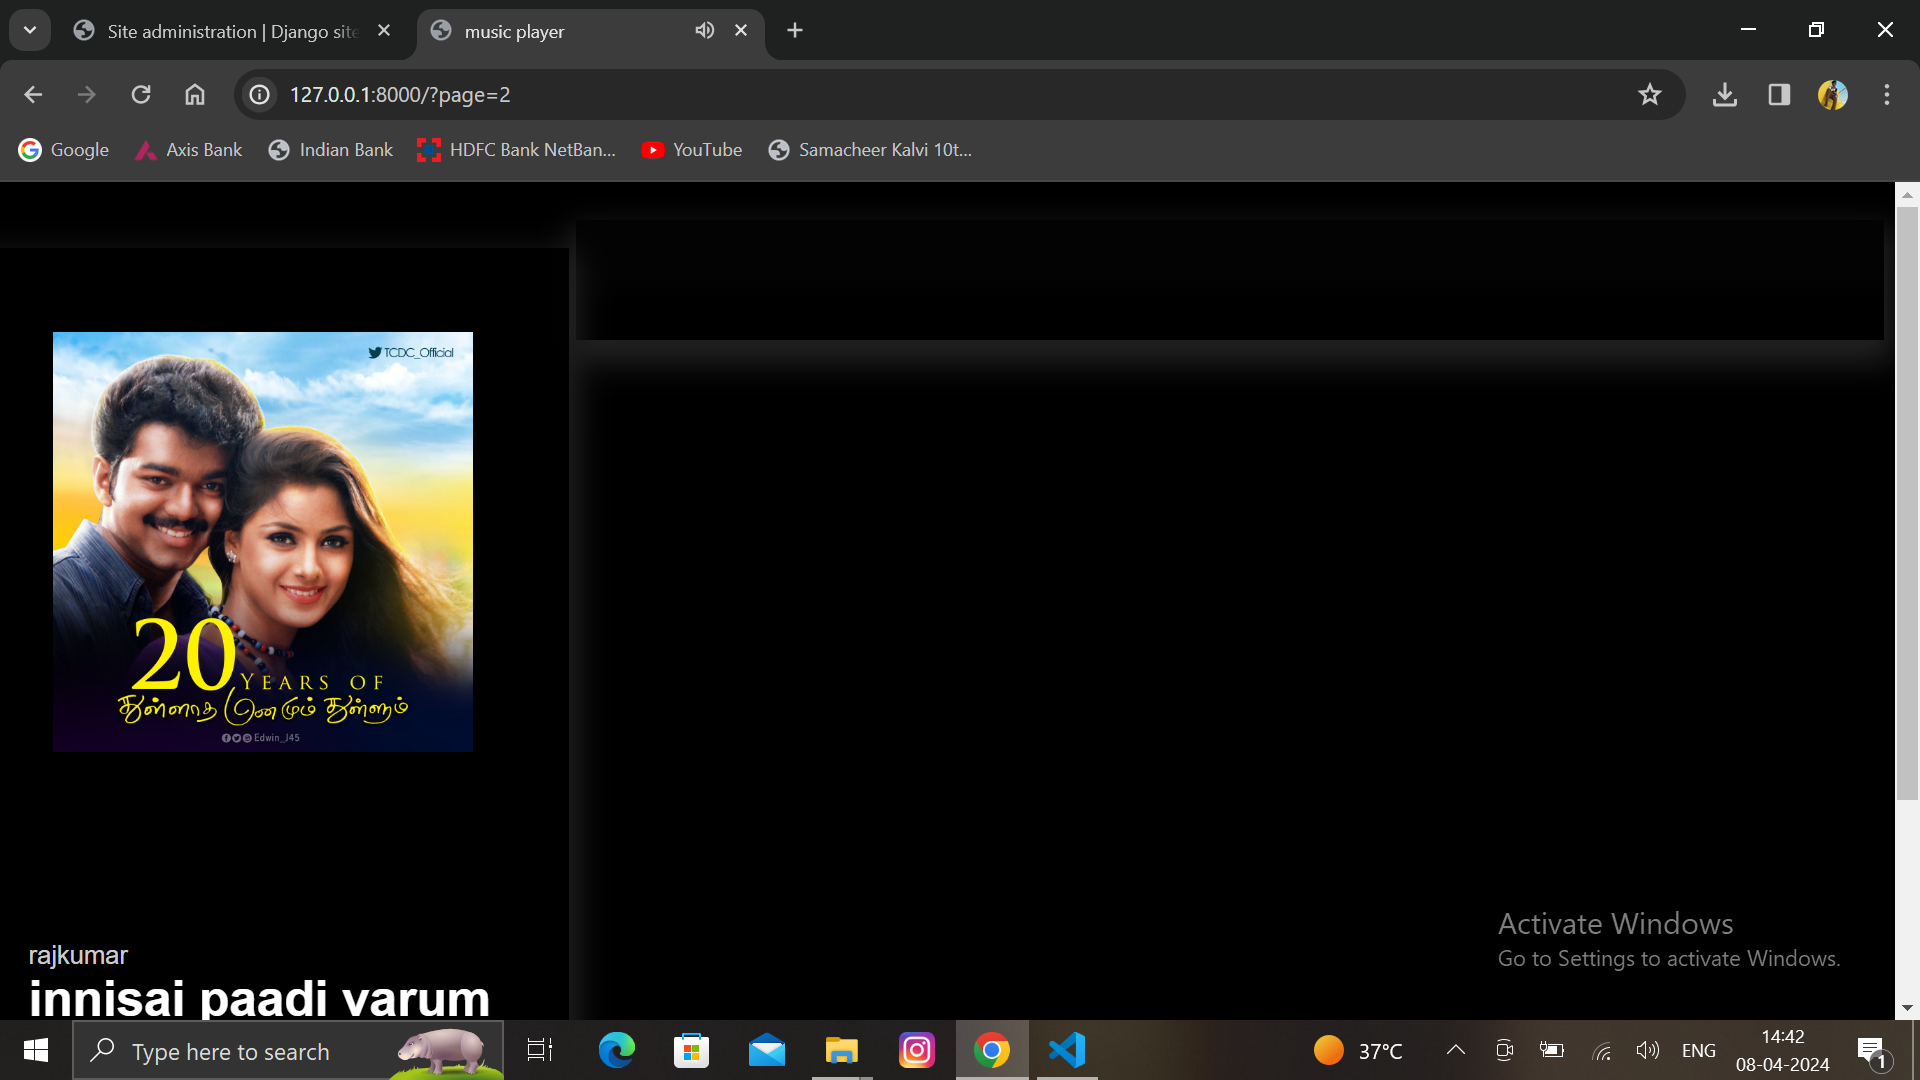 Site administration | Django site
music player
127.0.0.1:8000/?page=2
Google
Axis Bank
Indian Bank
HDFC Bank NetBan...
YouTube
Samacheer Kalvi 10t...
TCDC_Official
20 YEARS OF
துள்ளாத மனமும் துள்ளும்
Edwin_J45
rajkumar
innisai paadi varum
Activate Windows
Go to Settings to activate Windows.
Type here to search
37°C
ENG
14:42
08-04-2024
1